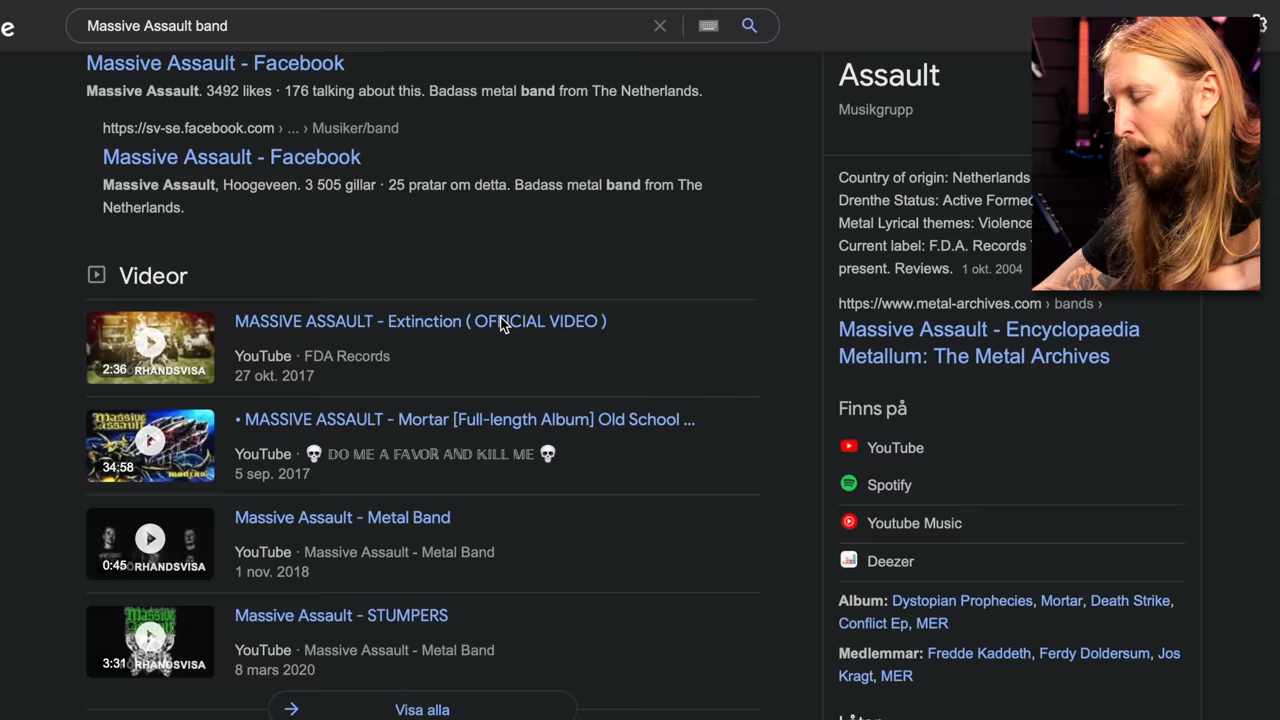 e
Massive Assault band
Massive Assault - Facebook
Massive Assault. 3492 likes · 176 talking about this. Badass metal band from The Netherlands.
https://sv-se.facebook.com › ... › Musiker/band
Massive Assault - Facebook
Massive Assault, Hoogeveen. 3 505 gillar · 25 pratar om detta. Badass metal band from The
Netherlands.
Videor
MASSIVE ASSAULT - Extinction ( OFFICIAL VIDEO )
2:36
RHANDSVISA
YouTube · FDA Records
27 okt. 2017
• MASSIVE ASSAULT - Mortar [Full-length Album] Old School ...
Massive Assault
34:58
YouTube · 💀 𝔻𝕆 𝕄𝔼 𝔸 𝔽𝔸𝕍𝕆ℝ 𝔸ℕ𝔻 𝕂𝕀𝕃𝕃 𝕄𝔼 💀
5 sep. 2017
Massive Assault - Metal Band
0:45
RHANDSVISA
YouTube · Massive Assault - Metal Band
1 nov. 2018
Massive Assault - STUMPERS
Massive Assault
3:31
RHANDSVISA
YouTube · Massive Assault - Metal Band
8 mars 2020
Visa alla
Assault
Musikgrupp
Country of origin: Netherlands
Drenthe Status: Active Formed
Metal Lyrical themes: Violence
Current label: F.D.A. Records
present. Reviews. 1 okt. 2004
https://www.metal-archives.com › bands ›
Massive Assault - Encyclopaedia
Metallum: The Metal Archives
Finns på
YouTube
Spotify
Youtube Music
Deezer
Album: Dystopian Prophecies, Mortar, Death Strike,
Conflict Ep, MER
Medlemmar: Fredde Kaddeth, Ferdy Doldersum, Jos
Kragt, MER